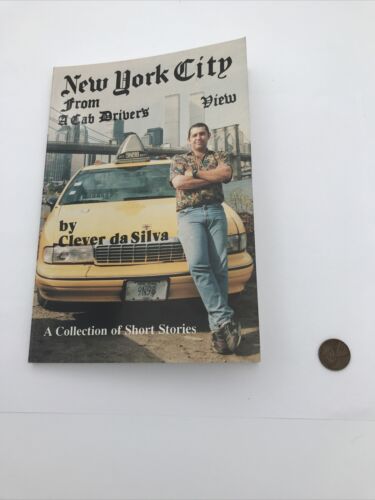 New York City
From
A Cab Driver's View
by
Clever da Silva
A Collection of Short Stories